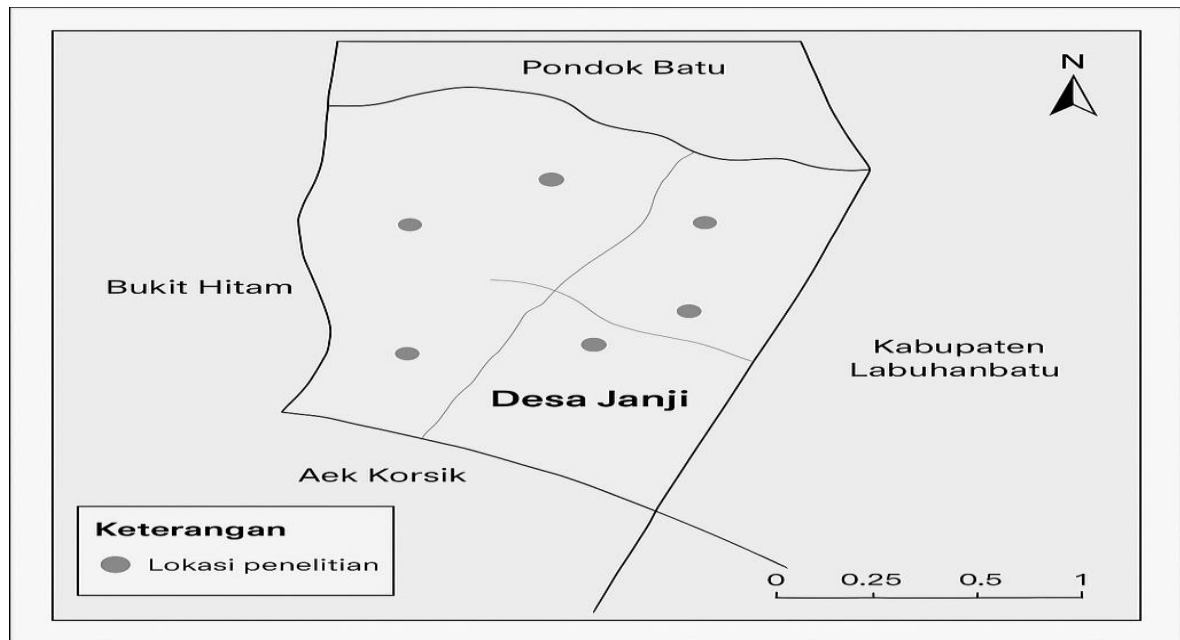 Pondok Batu
N
Bukit Hitam
Kabupaten
Labuhanbatu
Desa Janji
Aek Korsik
Keterangan
Lokasi penelitian
0 0.25 0.5 1